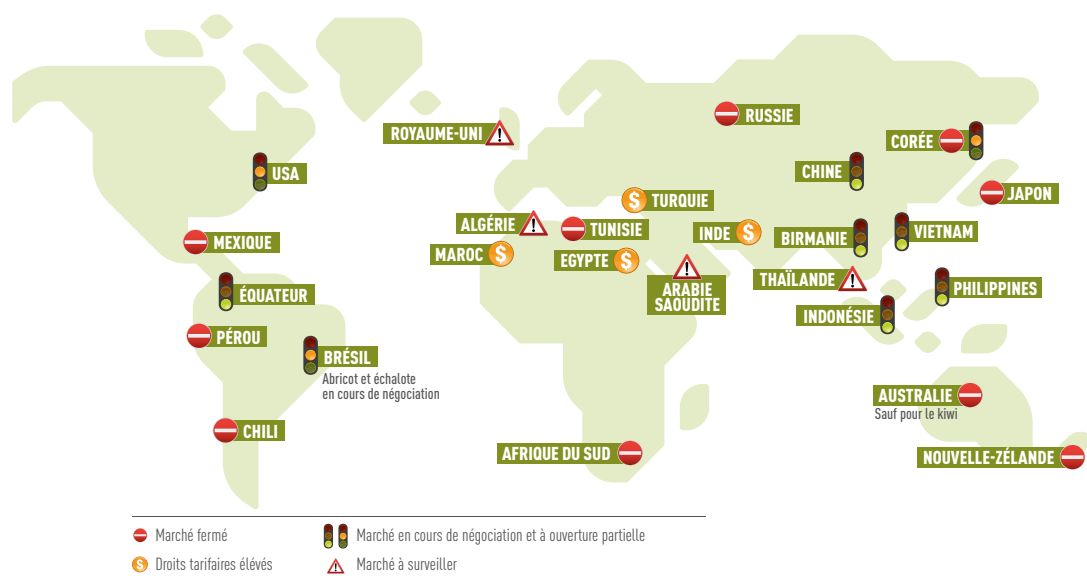 RUSSIE
ROYAUME-UNI
CORÉE
USA
CHINE
JAPON
TURQUIE
ALGÉRIE
TUNISIE
INDE
BIRMANIE
VIETNAM
MEXIQUE
MAROC
EGYPTE
THAÏLANDE
ARABIE
SAOUDITE
PHILIPPINES
ÉQUATEUR
INDONÉSIE
PÉROU
BRÉSIL
Abricot et échalote
en cours de négociation
AUSTRALIE
Sauf pour le kiwi
CHILI
AFRIQUE DU SUD
NOUVELLE-ZÉLANDE
Marché fermé
Marché en cours de négociation et à ouverture partielle
$ Droits tarifaires élévés
Marché à surveiller